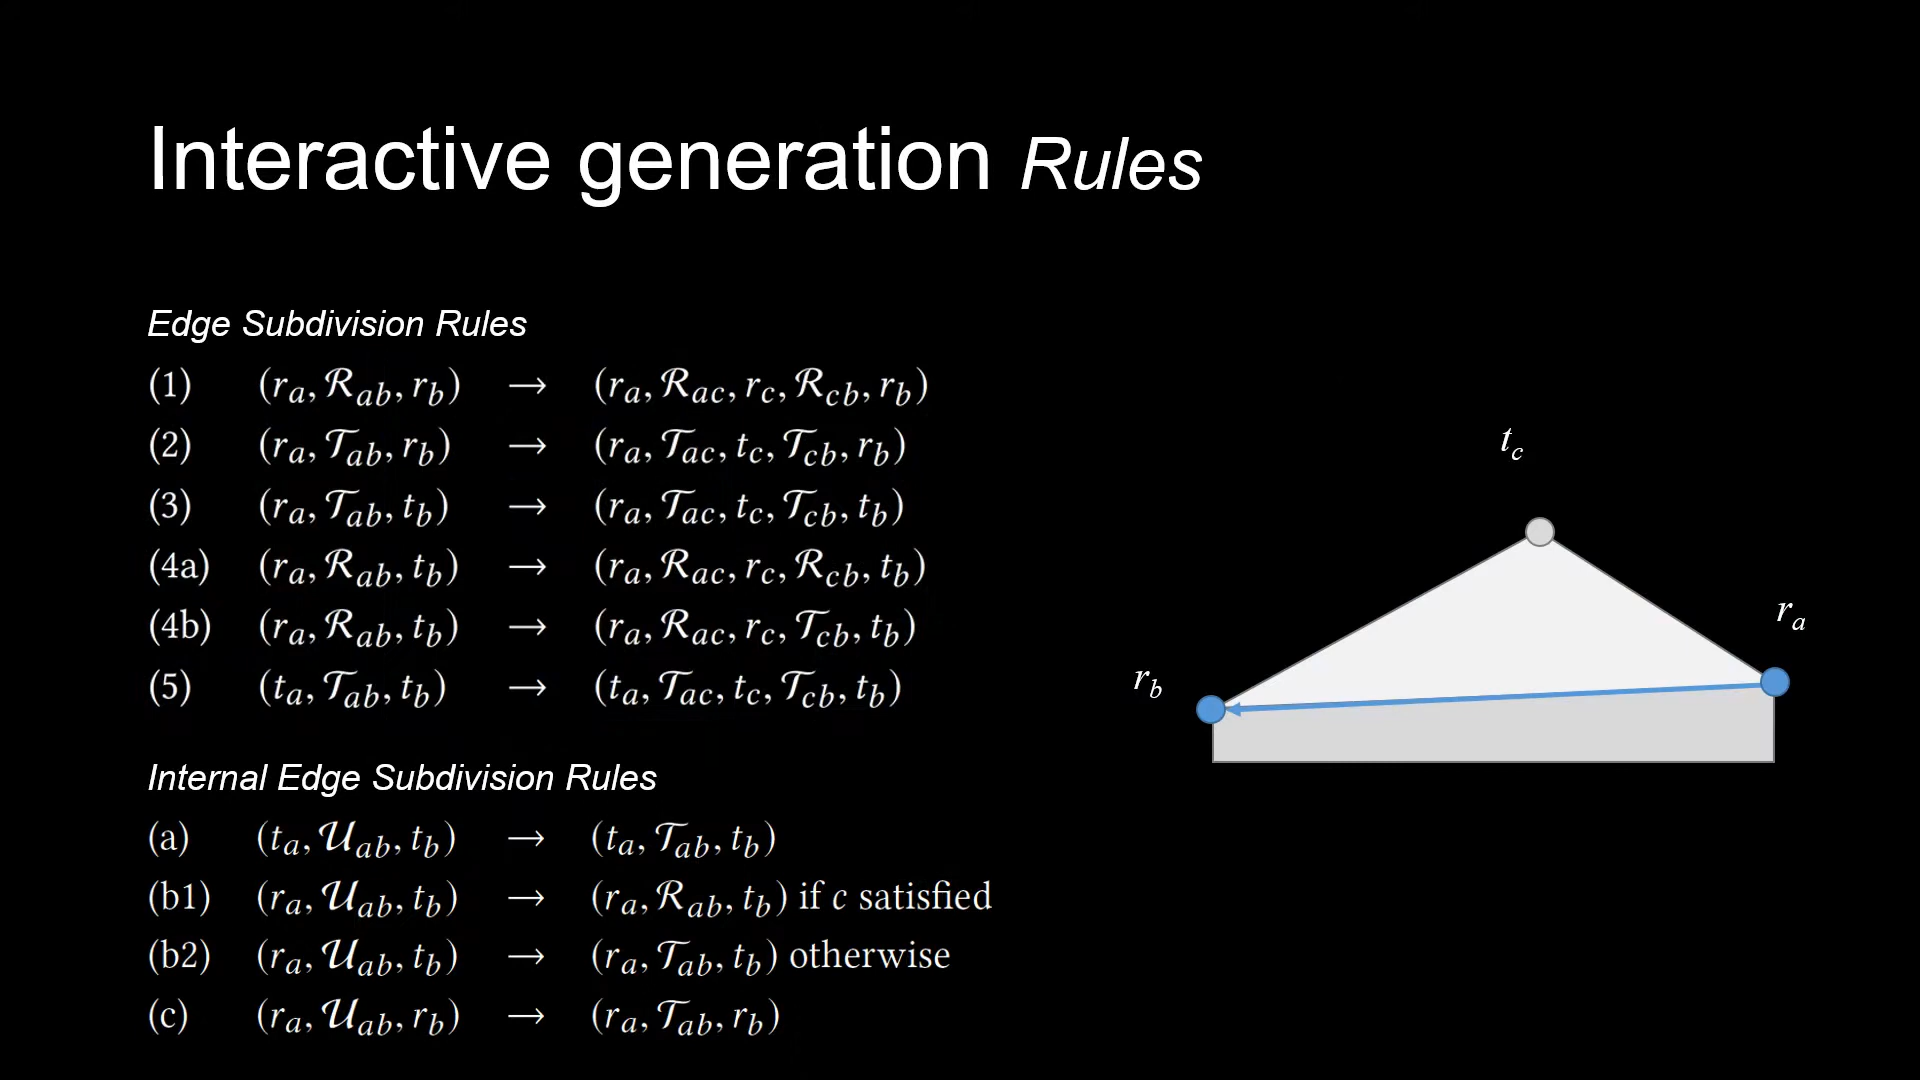 Interactive generation Rules
Edge Subdivision Rules
(1) (r_a, ℛ_ab, r_b) → (r_a, ℛ_ac, r_c, ℛ_cb, r_b)
(2) (r_a, 𝒯_ab, r_b) → (r_a, 𝒯_ac, t_c, 𝒯_cb, r_b)
(3) (r_a, 𝒯_ab, t_b) → (r_a, 𝒯_ac, t_c, 𝒯_cb, t_b)
(4a) (r_a, ℛ_ab, t_b) → (r_a, ℛ_ac, r_c, ℛ_cb, t_b)
(4b) (r_a, ℛ_ab, t_b) → (r_a, ℛ_ac, r_c, 𝒯_cb, t_b)
(5) (t_a, 𝒯_ab, t_b) → (t_a, 𝒯_ac, t_c, 𝒯_cb, t_b)
Internal Edge Subdivision Rules
(a) (t_a, 𝒰_ab, t_b) → (t_a, 𝒯_ab, t_b)
(b1) (r_a, 𝒰_ab, t_b) → (r_a, ℛ_ab, t_b) if c satisfied
(b2) (r_a, 𝒰_ab, t_b) → (r_a, 𝒯_ab, t_b) otherwise
(c) (r_a, 𝒰_ab, r_b) → (r_a, 𝒯_ab, r_b)
t_c
r_a
r_b